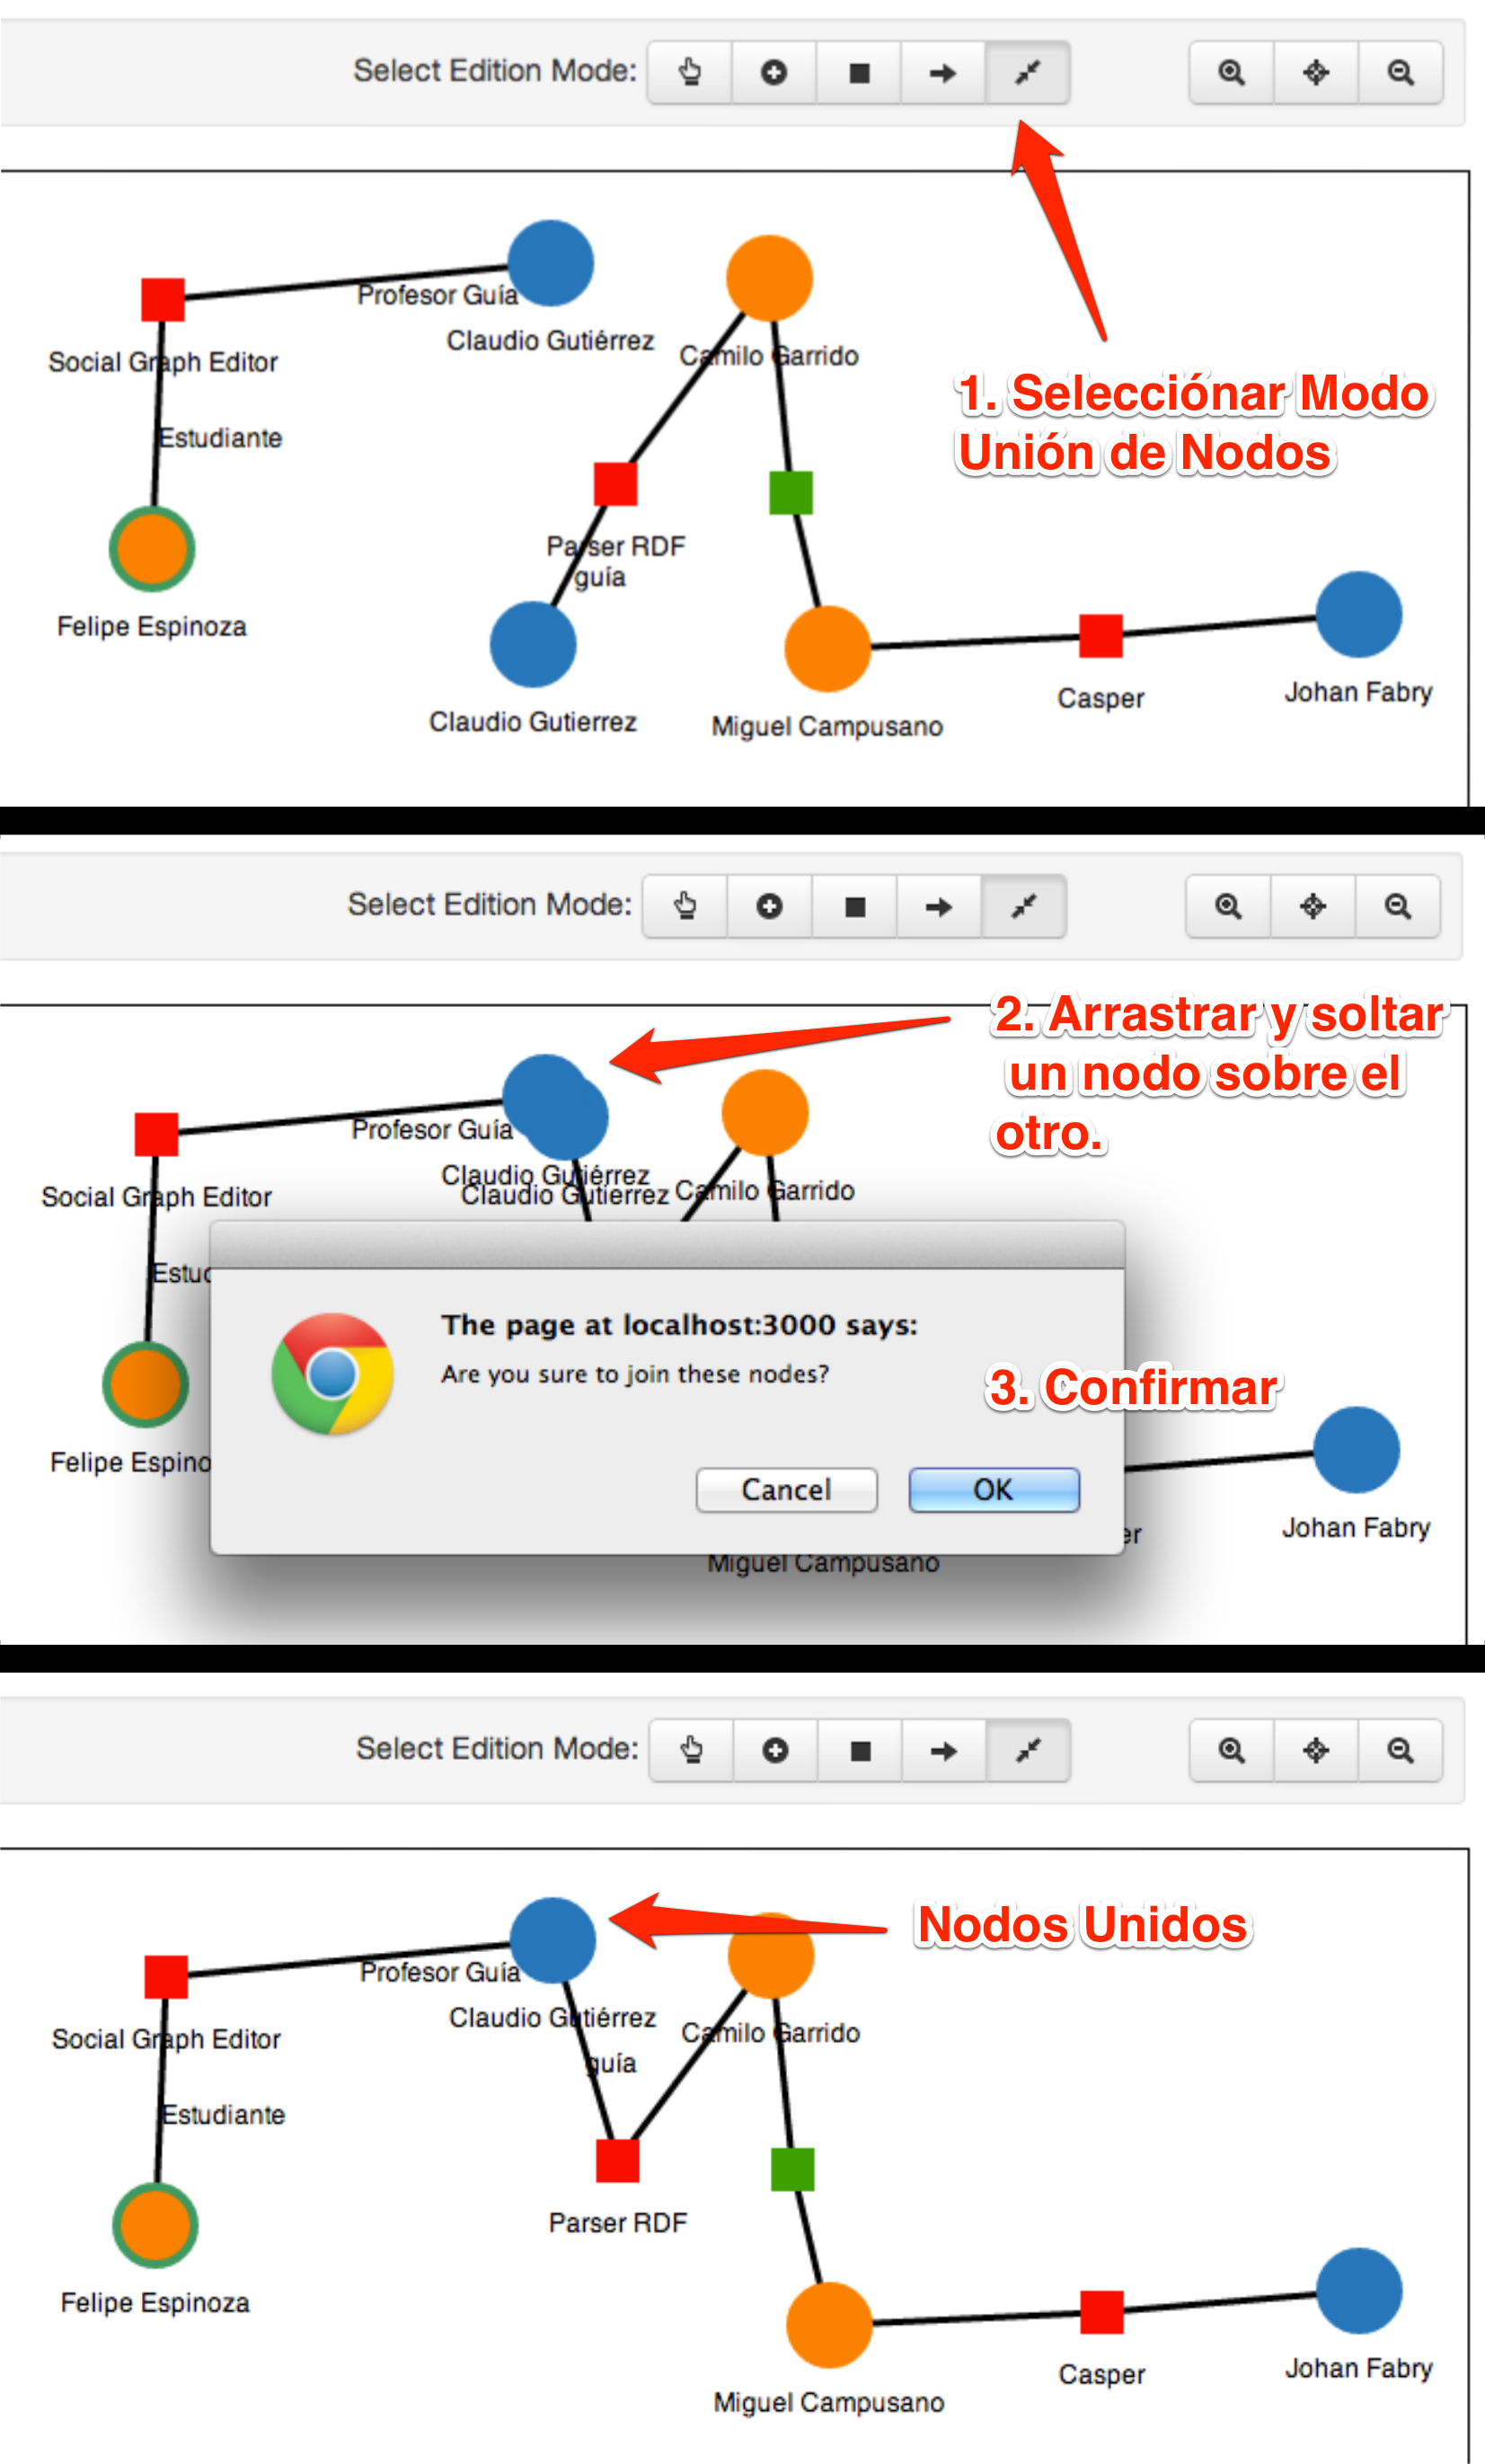 Select Edition Mode:
Profesor Guía
Claudio Gutiérrez
Camilo Garrido
Social Graph Editor
1. Selecciónar Modo
Unión de Nodos
Estudiante
Parser RDF
guía
Felipe Espinoza
Claudio Gutierrez
Miguel Campusano
Casper
Johan Fabry
Select Edition Mode:
2. Arrastrar y soltar
un nodo sobre el
otro.
Profesor Guía
Claudio Gutiérrez
Claudio Gutierrez
Camilo Garrido
Social Graph Editor
Estud
The page at localhost:3000 says:
Are you sure to join these nodes?
3. Confirmar
Felipe Espino
Cancel
OK
er
Johan Fabry
Miguel Campusano
Select Edition Mode:
Nodos Unidos
Profesor Guía
Claudio Gutiérrez
Camilo Garrido
Social Graph Editor
guía
Estudiante
Parser RDF
Felipe Espinoza
Casper
Johan Fabry
Miguel Campusano